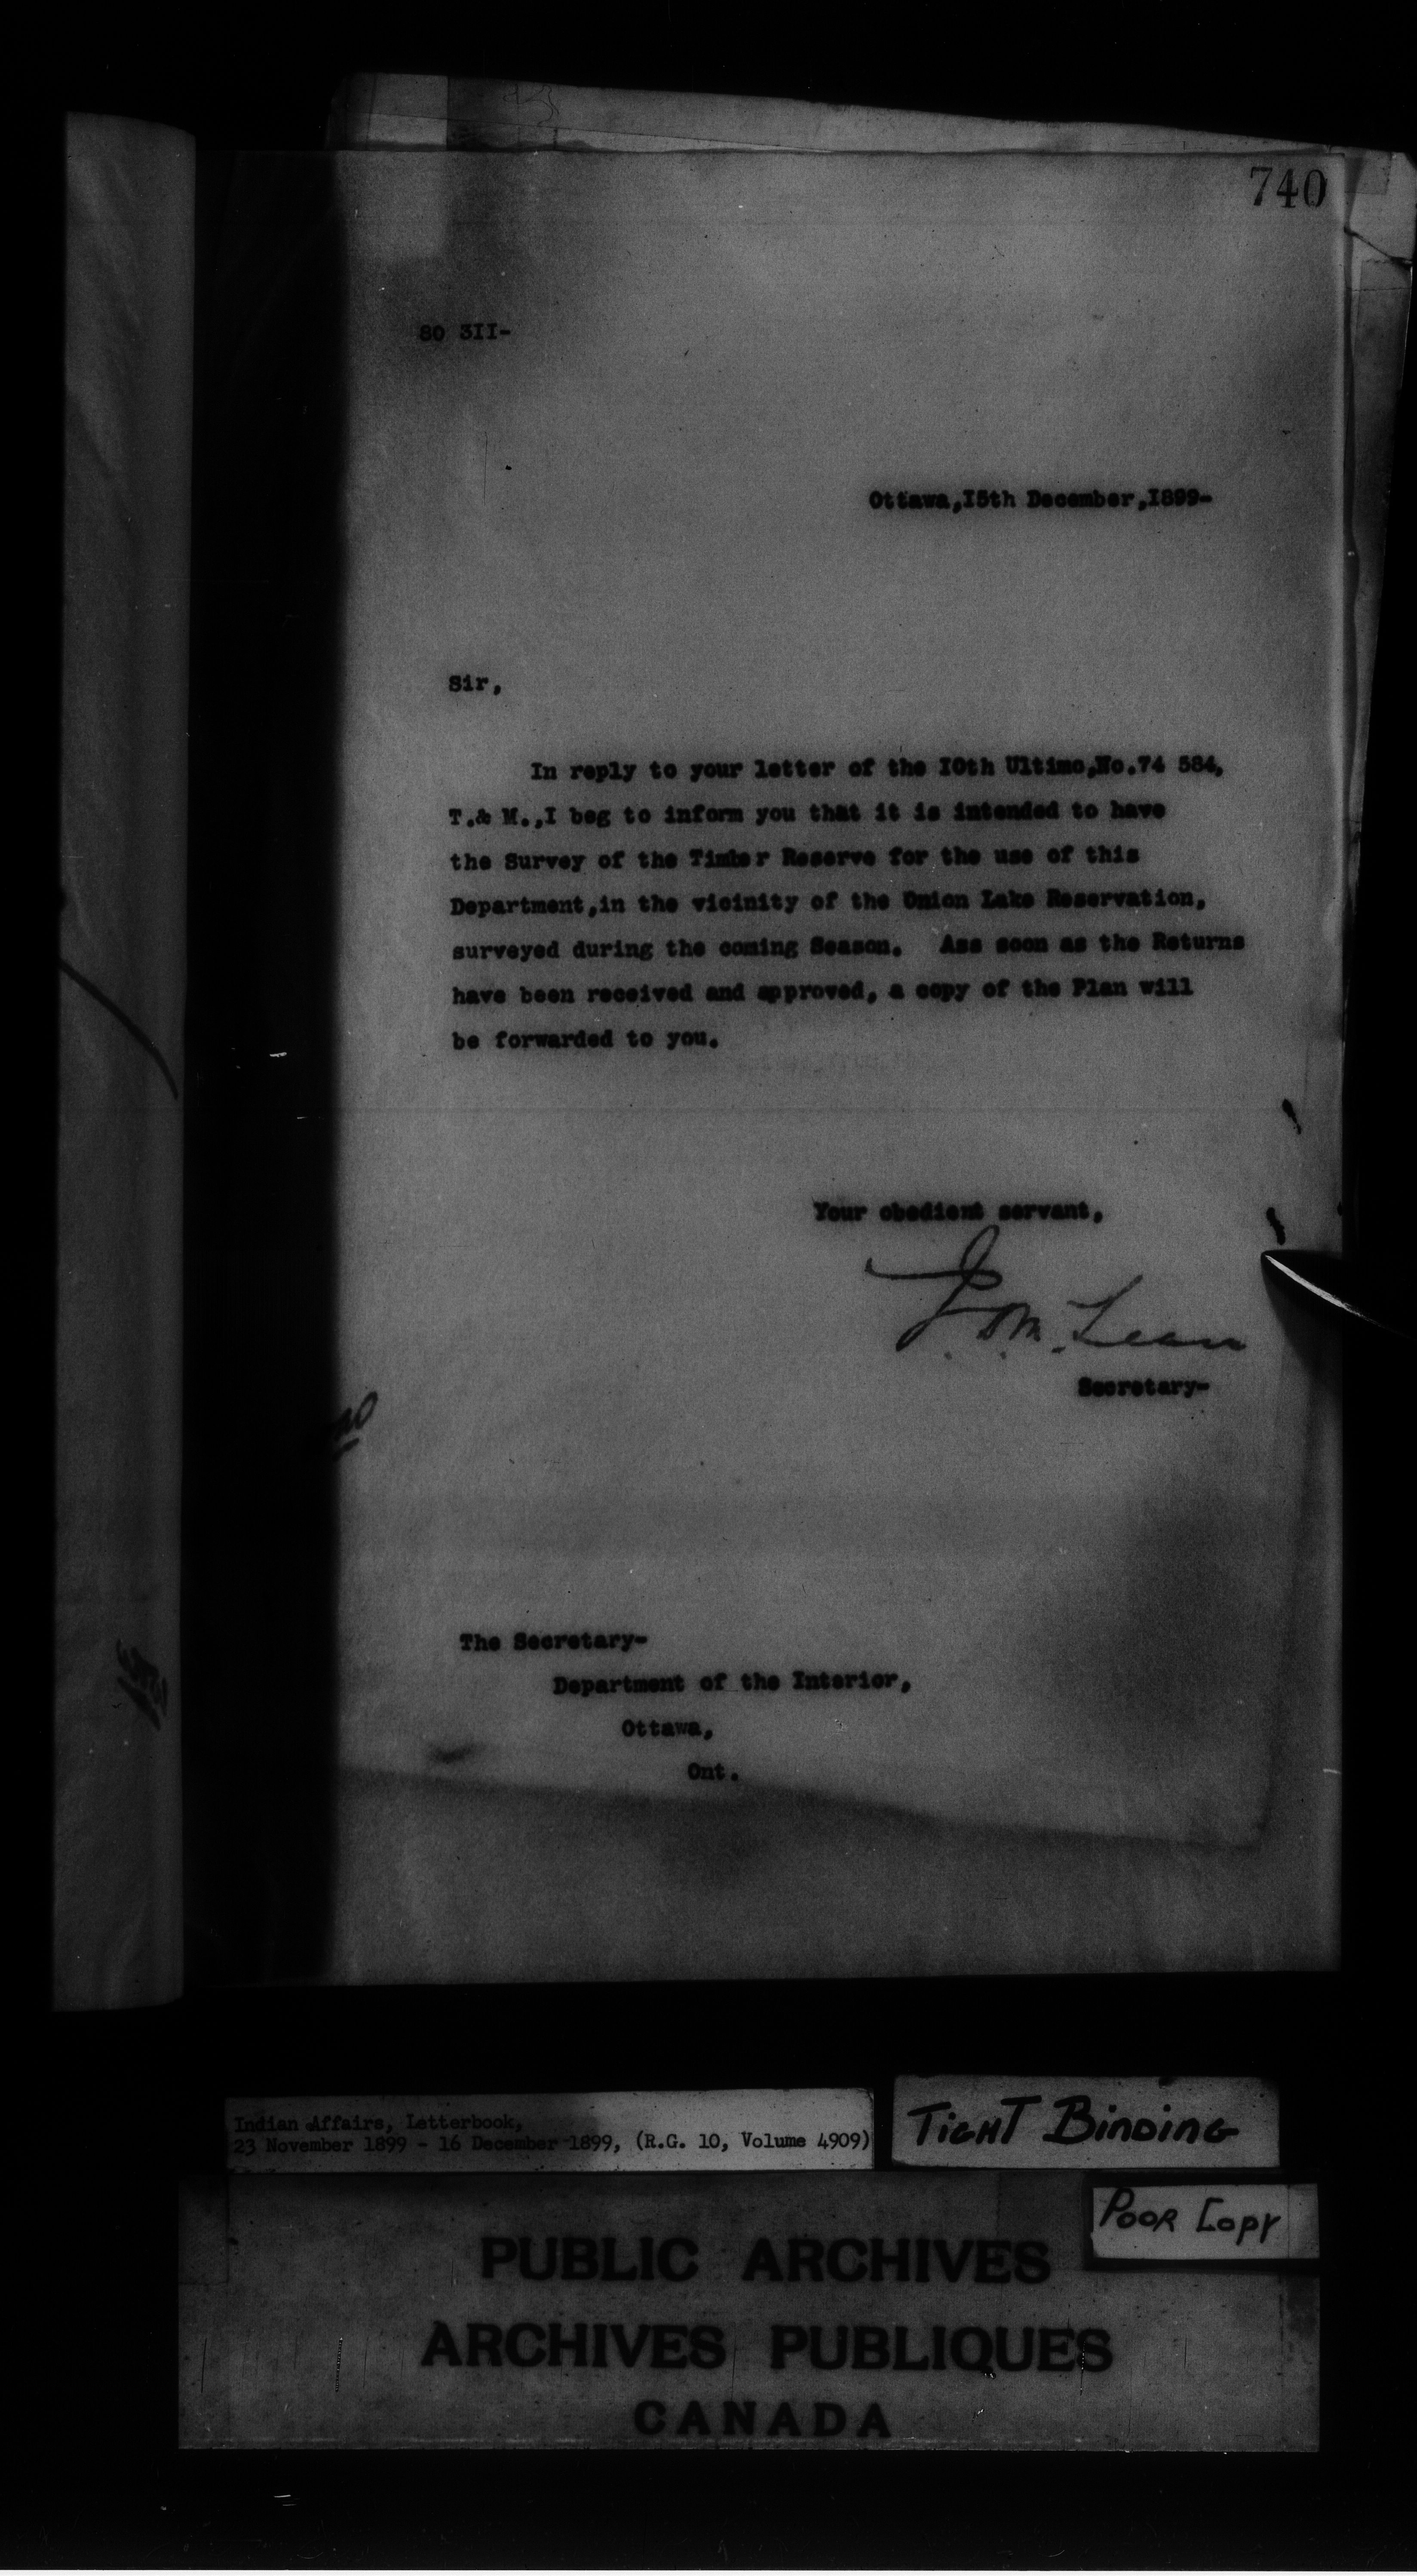 740
80 3II-
Ottawa,I5th December,I899-
Sir,
In reply to your letter of the I0th Ultimo,No.74 584,
T.& M.,I beg to inform you that it is intended to have
the Survey of the Timber Reserve for the use of this
Department,in the vicinity of the Onion Lake Reservation,
surveyed during the coming Season. Ass soon as the Returns
have been received and approved, a copy of the Plan will
be forwarded to you.
Your obedient servant,
J. D. M. Lean
Secretary-
The Secretary-
Department of the Interior,
Ottawa,
Ont.
Indian Affairs, Letterbook,
23 November 1899 - 16 December 1899, (R.G. 10, Volume 4909)
TIGHT BINDING
POOR COPY
PUBLIC ARCHIVES
ARCHIVES PUBLIQUES
CANADA